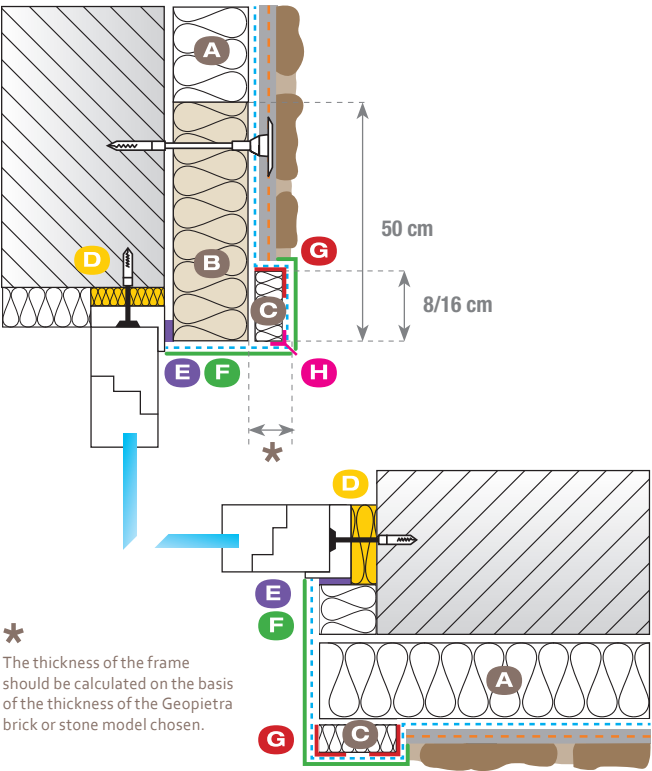 A
50 cm
D
G
B
C
8/16 cm
E F H
*
D
E
F
*
The thickness of the frame
should be calculated on the basis
of the thickness of the Geopietra
brick or stone model chosen.
A
G C